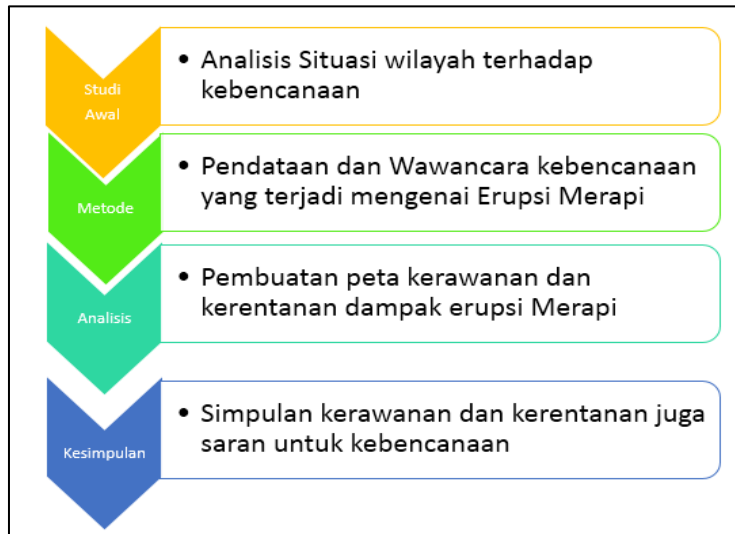 Studi
Awal
• Analisis Situasi wilayah terhadap
kebencanaan
Metode
• Pendataan dan Wawancara kebencanaan
yang terjadi mengenai Erupsi Merapi
Analisis
• Pembuatan peta kerawanan dan
kerentanan dampak erupsi Merapi
Kesimpulan
• Simpulan kerawanan dan kerentanan juga
saran untuk kebencanaan